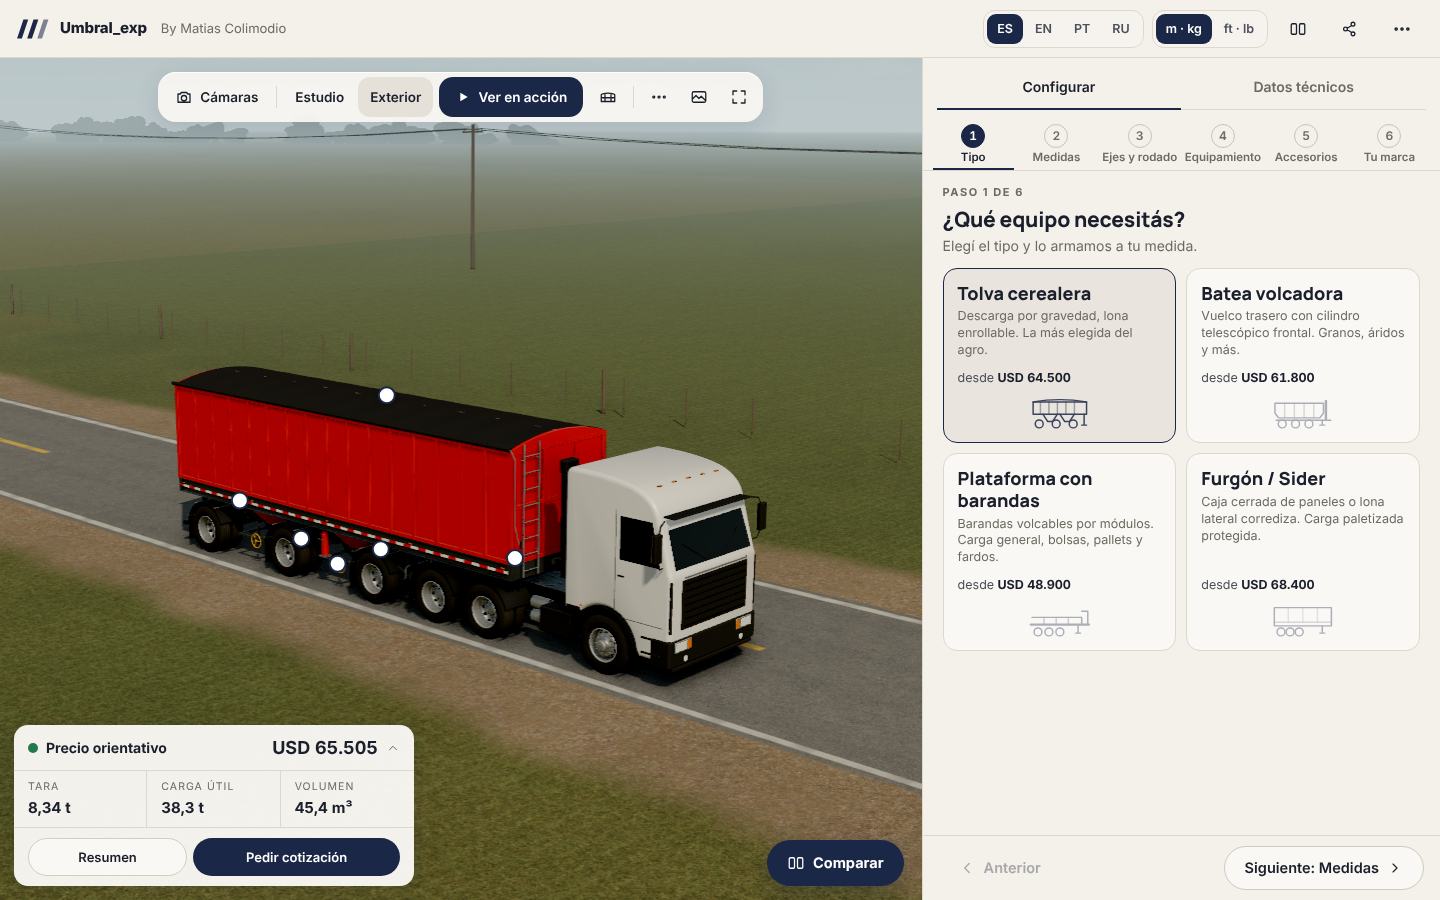 Umbral_exp By Matias Colimodio
ES EN PT RU
m · kg ft · lb
Cámaras
Estudio
Exterior
Ver en acción
Configurar
Datos técnicos
1 Tipo
2 Medidas
3 Ejes y rodado
4 Equipamiento
5 Accesorios
6 Tu marca
PASO 1 DE 6
¿Qué equipo necesitás?
Elegí el tipo y lo armamos a tu medida.
Tolva cerealera
Descarga por gravedad, lona
enrollable. La más elegida del
agro.
desde USD 64.500
Batea volcadora
Vuelco trasero con cilindro
telescópico frontal. Granos, áridos
y más.
desde USD 61.800
Plataforma con
barandas
Barandas volcables por módulos.
Carga general, bolsas, pallets y
fardos.
desde USD 48.900
Furgón / Sider
Caja cerrada de paneles o lona
lateral corrediza. Carga paletizada
protegida.
desde USD 68.400
Precio orientativo USD 65.505
TARA
8,34 t
CARGA ÚTIL
38,3 t
VOLUMEN
45,4 m³
Resumen
Pedir cotización
Comparar
Anterior
Siguiente: Medidas